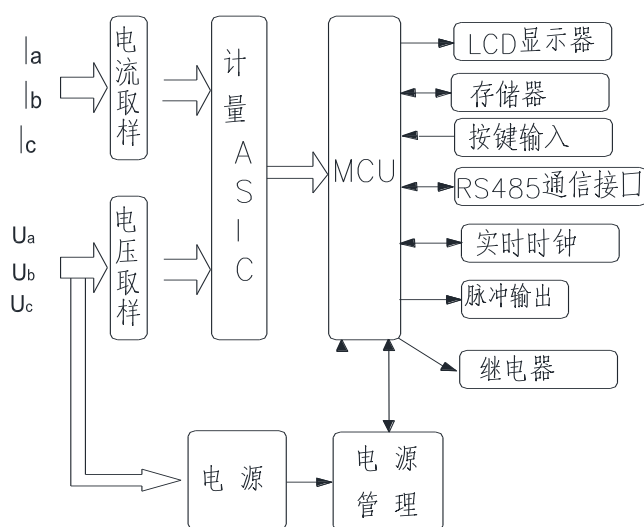 Ia
Ib
Ic
电流取样
Ua
Ub
Uc
电压取样
计量ASIC
MCU
LCD显示器
存储器
按键输入
RS485通信接口
实时时钟
脉冲输出
继电器
电源
电源
管理